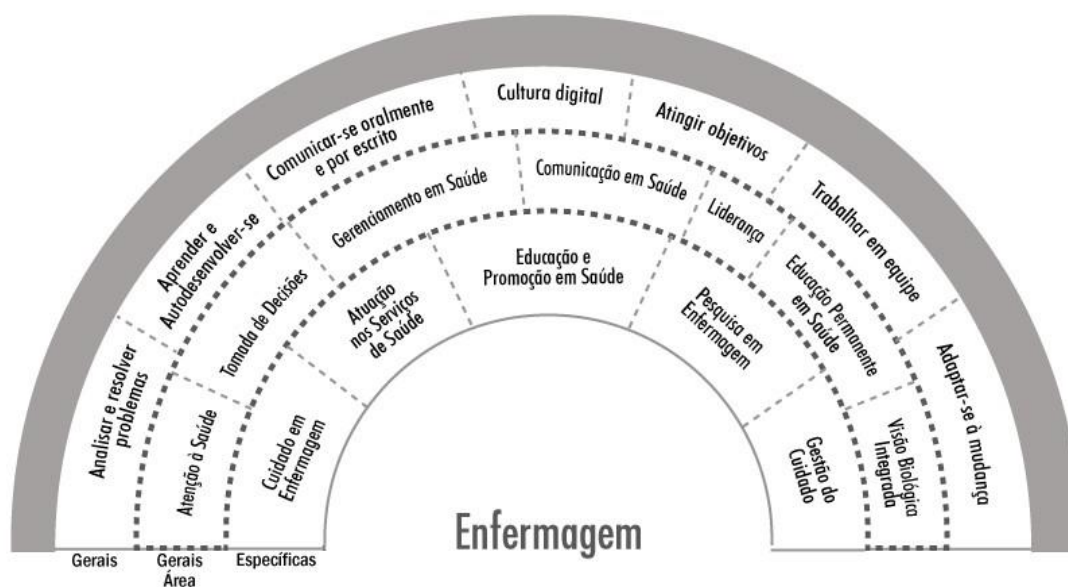 Analisar e resolver
problemas
Aprender e
Autodesenvolver-se
Comunicar-se oralmente
e por escrito
Cultura digital
Atingir objetivos
Trabalhar em equipe
Adaptar-se à mudança
Atenção à Saúde
Tomada de Decisões
Gerenciamento em Saúde
Comunicação em Saúde
Liderança
Educação Permanente
em Saúde
Visão Biológica
Integrada
Cuidado em
Enfermagem
Atuação
nos Serviços
de Saúde
Educação e
Promoção em Saúde
Pesquisa em
Enfermagem
Gestão do
Cuidado
Enfermagem
Gerais
Gerais
Área
Específicas